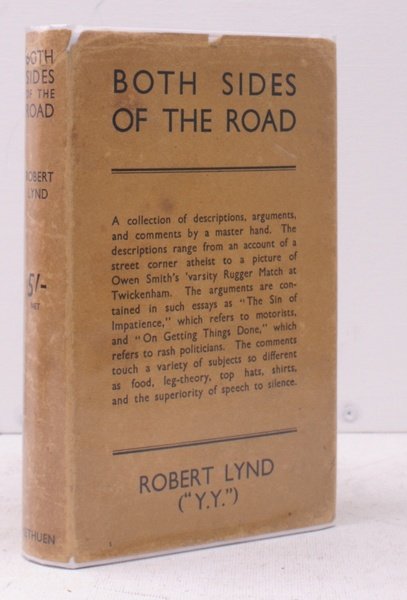 BOTH
SIDES
OF THE
ROAD
ROBERT
LYND
5/-
NET
METHUEN
BOTH SIDES
OF THE ROAD
A collection of descriptions, arguments,
and comments by a master hand. The
descriptions range from an account of a
street corner atheist to a picture of
Owen Smith's 'varsity Rugger Match at
Twickenham. The arguments are con-
tained in such essays as "The Sin of
Impatience," which refers to motorists,
and "On Getting Things Done," which
refers to rash politicians. The comments
touch a variety of subjects so different
as food, leg-theory, top hats, shirts,
and the superiority of speech to silence.
ROBERT LYND
("Y.Y.")